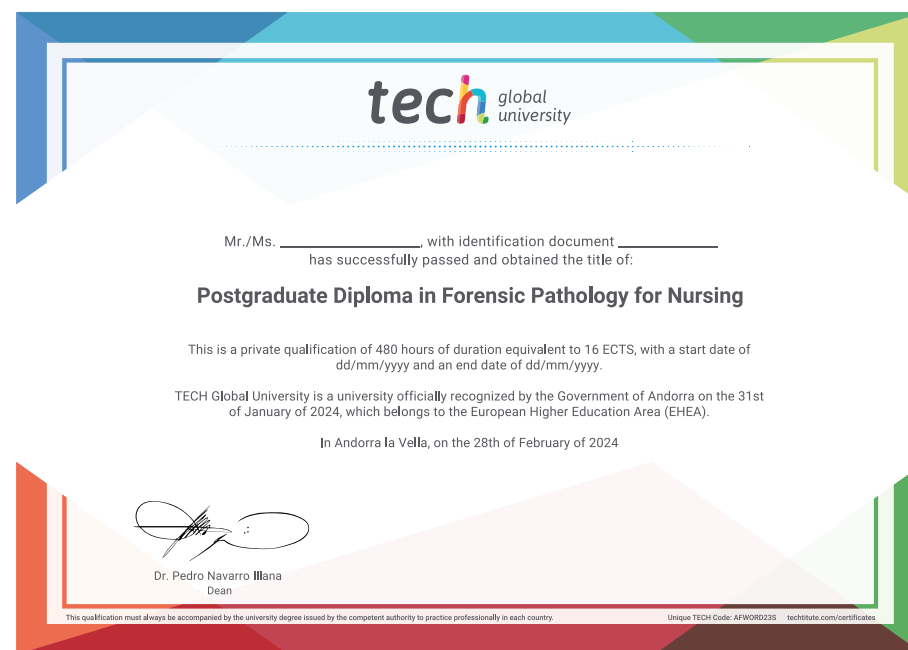 tech global
university
Mr./Ms. ____________________, with identification document ______________
has successfully passed and obtained the title of:
Postgraduate Diploma in Forensic Pathology for Nursing
This is a private qualification of 480 hours of duration equivalent to 16 ECTS, with a start date of
dd/mm/yyyy and an end date of dd/mm/yyyy.
TECH Global University is a university officially recognized by the Government of Andorra on the 31st
of January of 2024, which belongs to the European Higher Education Area (EHEA).
In Andorra la Vella, on the 28th of February of 2024
Dr. Pedro Navarro Illana
Dean
This qualification must always be accompanied by the university degree issued by the competent authority to practice professionally in each country.
Unique TECH Code: AFWORD23S techtitute.com/certificates